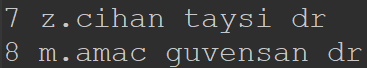 7 z.cihan taysi dr
8 m.amac guvensan dr